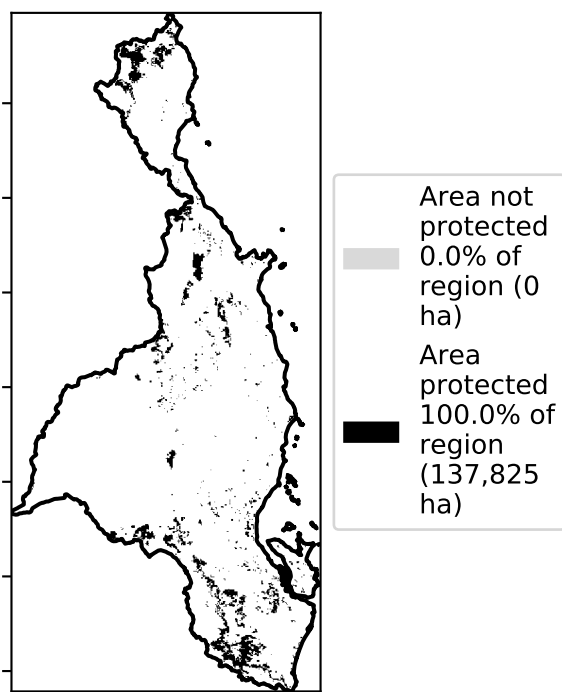 Area not
protected
0.0% of
region (0
ha)
Area
protected
100.0% of
region
(137,825
ha)